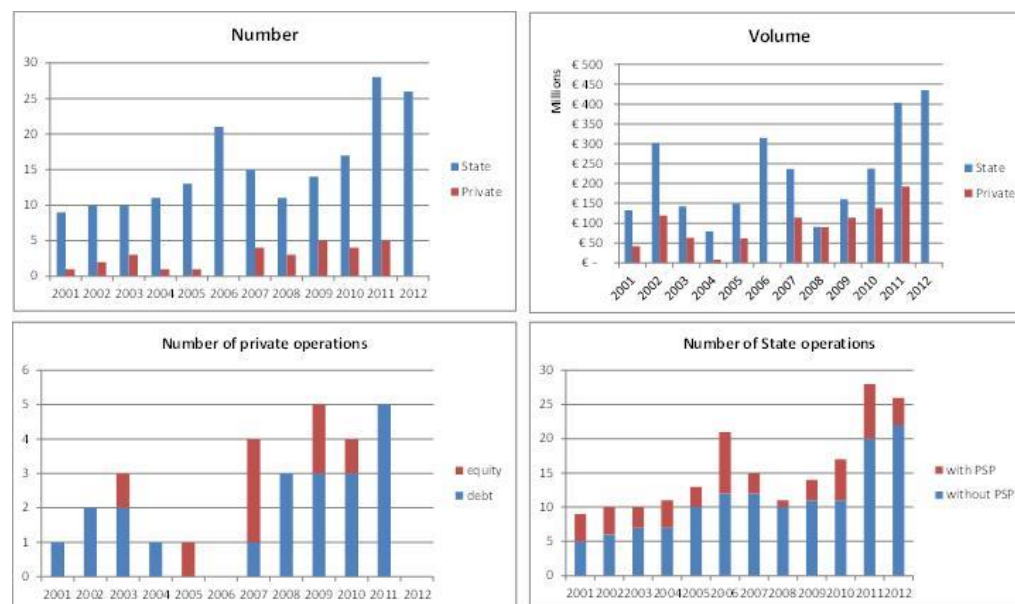 Number
30
25
20
15
10
5
0
2001 2002 2003 2004 2005 2006 2007 2008 2009 2010 2011 2012
State
Private
Volume
Millions
€ 500
€ 450
€ 400
€ 350
€ 300
€ 250
€ 200
€ 150
€ 100
€ 50
€ -
2001 2002 2003 2004 2005 2006 2007 2008 2009 2010 2011 2012
State
Private
Number of private operations
6
5
4
3
2
1
0
2001 2002 2003 2004 2005 2006 2007 2008 2009 2010 2011 2012
equity
debt
Number of State operations
30
25
20
15
10
5
0
2001 2002 2003 2004 2005 2006 2007 2008 2009 2010 2011 2012
with PSP
without PSP